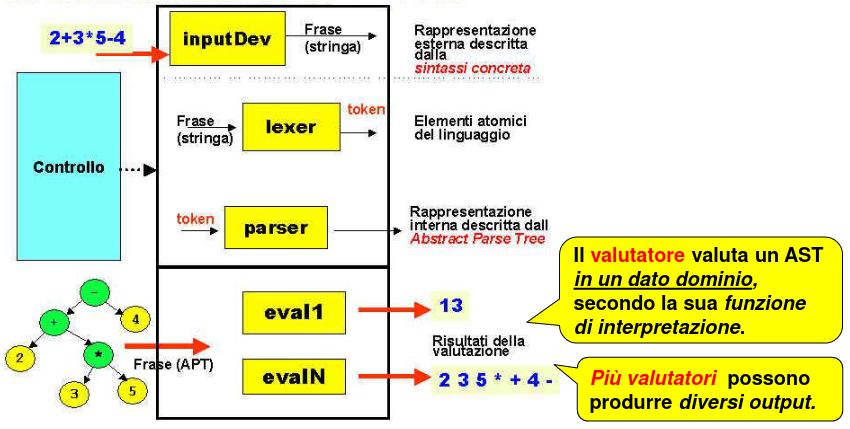 2+3*5-4
inputDev
Frase
(stringa)
Rappresentazione
esterna descritta
dalla
sintassi concreta
Controllo
Frase
(stringa)
lexer
token
Elementi atomici
del linguaggio
token
parser
Rappresentazione
interna descritta dall
Abstract Parse Tree
-
+
4
2
*
3
5
Frase (APT)
eval1
13
Risultati della
valutazione
evalN
2 3 5 * + 4 -
Il valutatore valuta un AST
in un dato dominio,
secondo la sua funzione
di interpretazione.
Più valutatori possono
produrre diversi output.